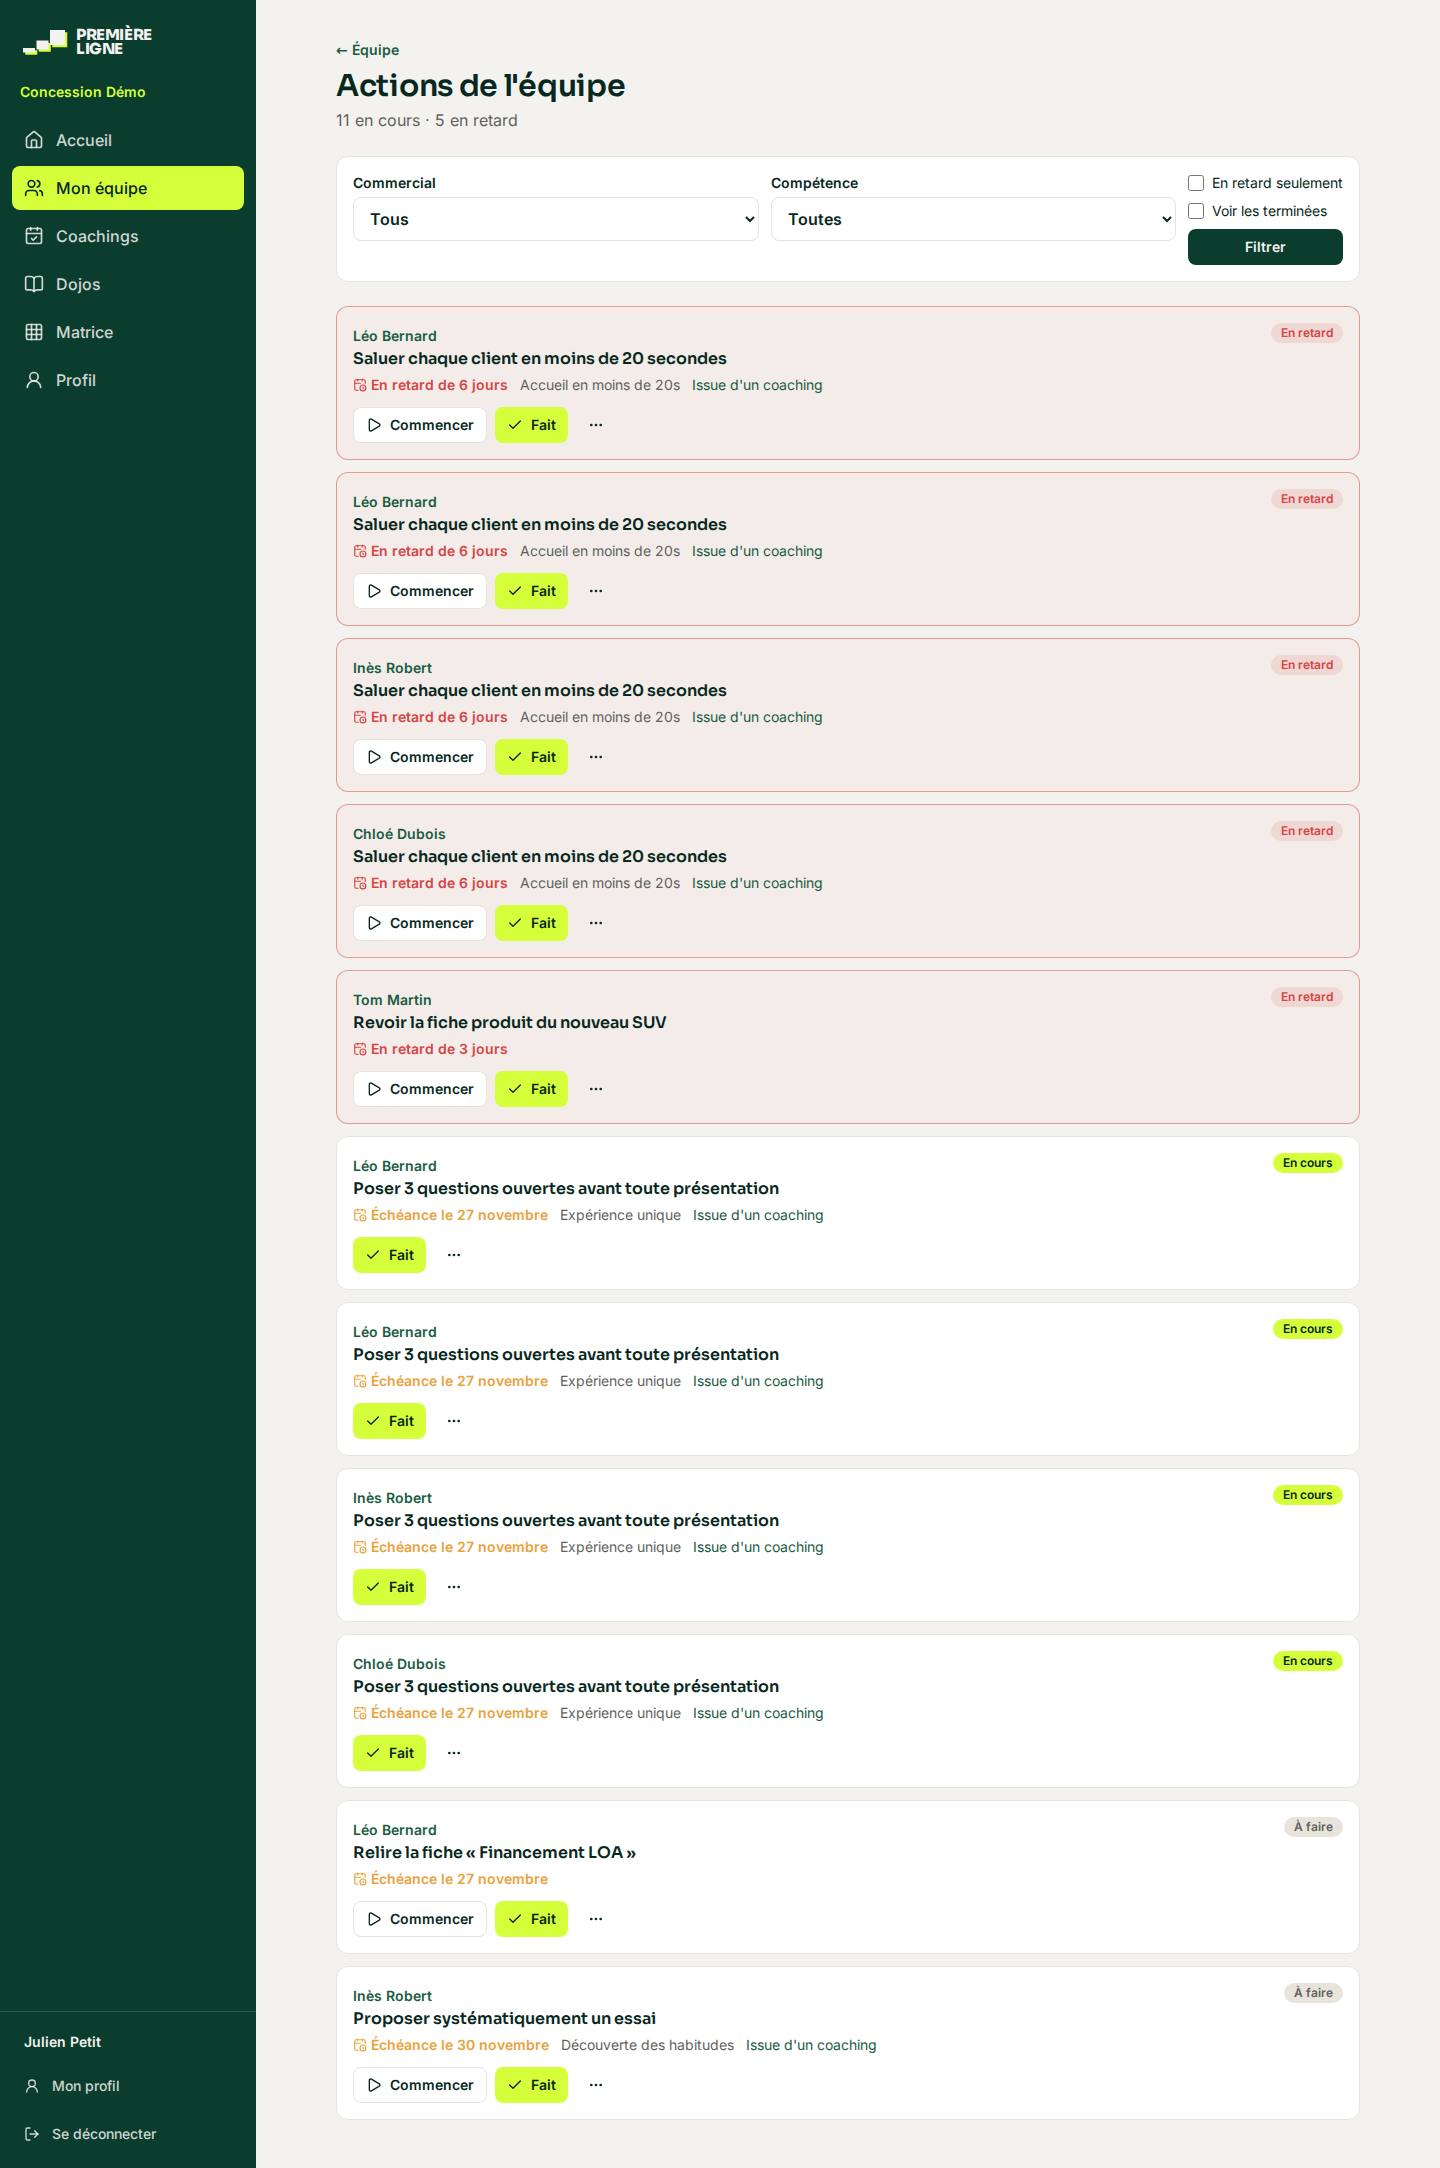 PREMIÈRE
LIGNE
Concession Démo
Accueil
Mon équipe
Coachings
Dojos
Matrice
Profil
Julien Petit
Mon profil
Se déconnecter
← Équipe
Actions de l'équipe
11 en cours · 5 en retard
Commercial
Tous
Compétence
Toutes
En retard seulement
Voir les terminées
Filtrer
Léo Bernard
En retard
Saluer chaque client en moins de 20 secondes
En retard de 6 jours Accueil en moins de 20s Issue d'un coaching
Commencer Fait ...
Léo Bernard
En retard
Saluer chaque client en moins de 20 secondes
En retard de 6 jours Accueil en moins de 20s Issue d'un coaching
Commencer Fait ...
Inès Robert
En retard
Saluer chaque client en moins de 20 secondes
En retard de 6 jours Accueil en moins de 20s Issue d'un coaching
Commencer Fait ...
Chloé Dubois
En retard
Saluer chaque client en moins de 20 secondes
En retard de 6 jours Accueil en moins de 20s Issue d'un coaching
Commencer Fait ...
Tom Martin
En retard
Revoir la fiche produit du nouveau SUV
En retard de 3 jours
Commencer Fait ...
Léo Bernard
En cours
Poser 3 questions ouvertes avant toute présentation
Échéance le 27 novembre Expérience unique Issue d'un coaching
Fait ...
Léo Bernard
En cours
Poser 3 questions ouvertes avant toute présentation
Échéance le 27 novembre Expérience unique Issue d'un coaching
Fait ...
Inès Robert
En cours
Poser 3 questions ouvertes avant toute présentation
Échéance le 27 novembre Expérience unique Issue d'un coaching
Fait ...
Chloé Dubois
En cours
Poser 3 questions ouvertes avant toute présentation
Échéance le 27 novembre Expérience unique Issue d'un coaching
Fait ...
Léo Bernard
À faire
Relire la fiche « Financement LOA »
Échéance le 27 novembre
Commencer Fait ...
Inès Robert
À faire
Proposer systématiquement un essai
Échéance le 30 novembre Découverte des habitudes Issue d'un coaching
Commencer Fait ...